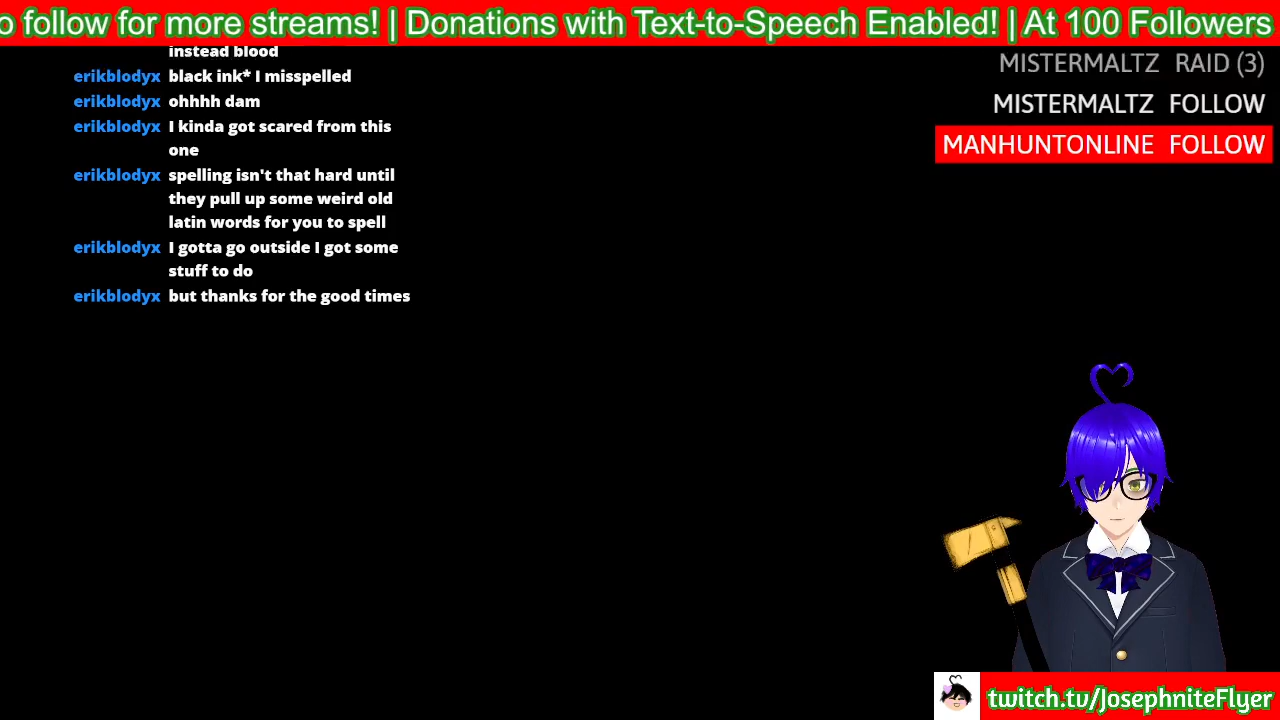 o follow for more streams! | Donations with Text-to-Speech Enabled! | At 100 Followers
instead blood
erikblodyx black ink* I misspelled
erikblodyx ohhhh dam
erikblodyx I kinda got scared from this
one
erikblodyx spelling isn't that hard until
they pull up some weird old
latin words for you to spell
erikblodyx I gotta go outside I got some
stuff to do
erikblodyx but thanks for the good times
MISTERMALTZ RAID (3)
MISTERMALTZ FOLLOW
MANHUNTONLINE FOLLOW
twitch.tv/JosephniteFlyer